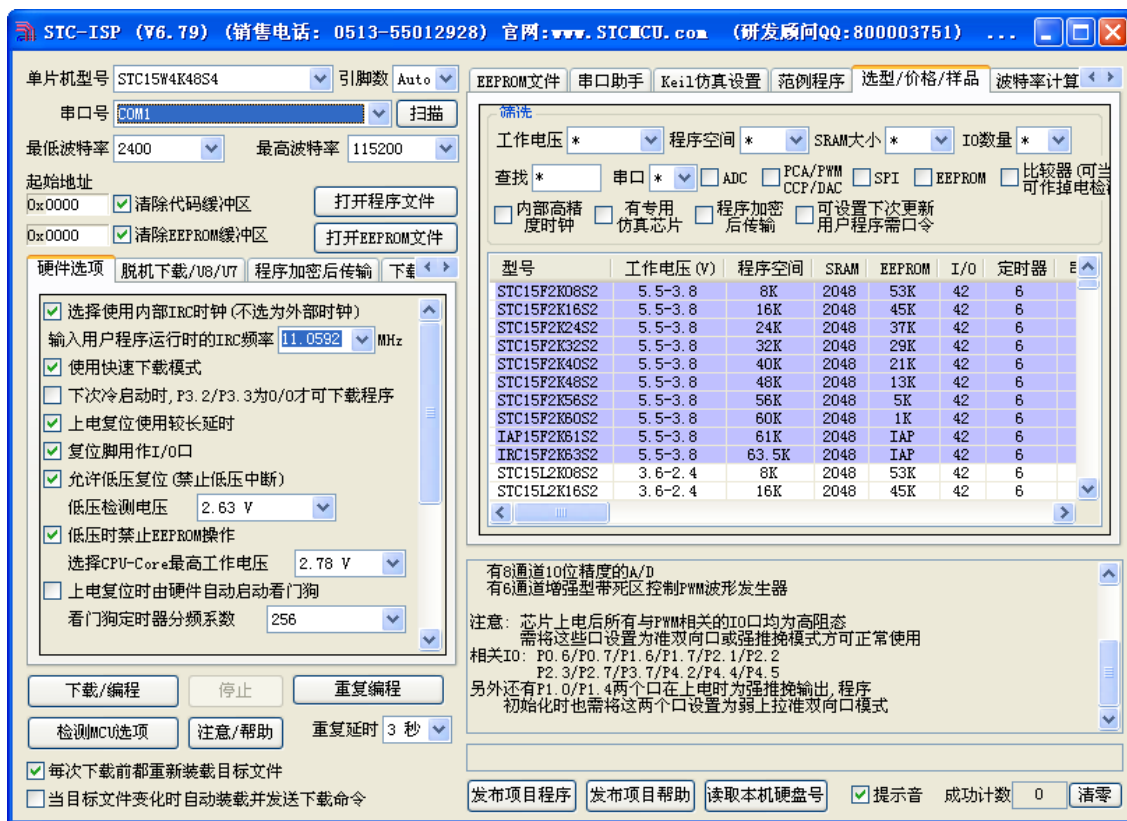 STC-ISP (V6.79) (销售电话: 0513-55012928) 官网:www.STCMCU.com (研发顾问QQ:800003751) ...
单片机型号 STC15W4K48S4 引脚数 Auto
串口号 COM1 扫描
最低波特率 2400 最高波特率 115200
起始地址
0x0000 清除代码缓冲区 打开程序文件
0x0000 清除EEPROM缓冲区 打开EEPROM文件
硬件选项 脱机下载/U8/U7 程序加密后传输 下载
选择使用内部IRC时钟(不选为外部时钟)
输入用户程序运行时的IRC频率 11.0592 MHz
使用快速下载模式
下次冷启动时,P3.2/P3.3为0/0才可下载程序
上电复位使用较长延时
复位脚用作I/O口
允许低压复位(禁止低压中断)
低压检测电压 2.63 V
低压时禁止EEPROM操作
选择CPU-Core最高工作电压 2.78 V
上电复位时由硬件自动启动看门狗
看门狗定时器分频系数 256
下载/编程 停止 重复编程
检测MCU选项 注意/帮助 重复延时 3 秒
每次下载前都重新装载目标文件
当目标文件变化时自动装载并发送下载命令
EEPROM文件 串口助手 Keil仿真设置 范例程序 选型/价格/样品 波特率计算
筛选
工作电压 * 程序空间 * SRAM大小 * IO数量 *
查找 * 串口 * ADC PCA/PWM CCP/DAC SPI EEPROM 比较器(可当 可作掉电检
内部高精度时钟 有专用仿真芯片 程序加密后传输 可设置下次更新用户程序需口令
型号 工作电压(V) 程序空间 SRAM EEPROM I/O 定时器
STC15F2K08S2 5.5-3.8 8K 2048 53K 42 6
STC15F2K16S2 5.5-3.8 16K 2048 45K 42 6
STC15F2K24S2 5.5-3.8 24K 2048 37K 42 6
STC15F2K32S2 5.5-3.8 32K 2048 29K 42 6
STC15F2K40S2 5.5-3.8 40K 2048 21K 42 6
STC15F2K48S2 5.5-3.8 48K 2048 13K 42 6
STC15F2K56S2 5.5-3.8 56K 2048 5K 42 6
STC15F2K60S2 5.5-3.8 60K 2048 1K 42 6
IAP15F2K61S2 5.5-3.8 61K 2048 IAP 42 6
IRC15F2K63S2 5.5-3.8 63.5K 2048 IAP 42 6
STC15L2K08S2 3.6-2.4 8K 2048 53K 42 6
STC15L2K16S2 3.6-2.4 16K 2048 45K 42 6
有8通道10位精度的A/D
有6通道增强型带死区控制PWM波形发生器
注意: 芯片上电后所有与PWM相关的IO口均为高阻态
需将这些口设置为准双向口或强推挽模式方可正常使用
相关IO: P0.6/P0.7/P1.6/P1.7/P2.1/P2.2
P2.3/P2.7/P3.7/P4.2/P4.4/P4.5
另外还有P1.0/P1.4两个口在上电时为强推挽输出,程序
初始化时也需将这两个口设置为弱上拉准双向口模式
发布项目程序 发布项目帮助 读取本机硬盘号 提示音 成功计数 0 清零